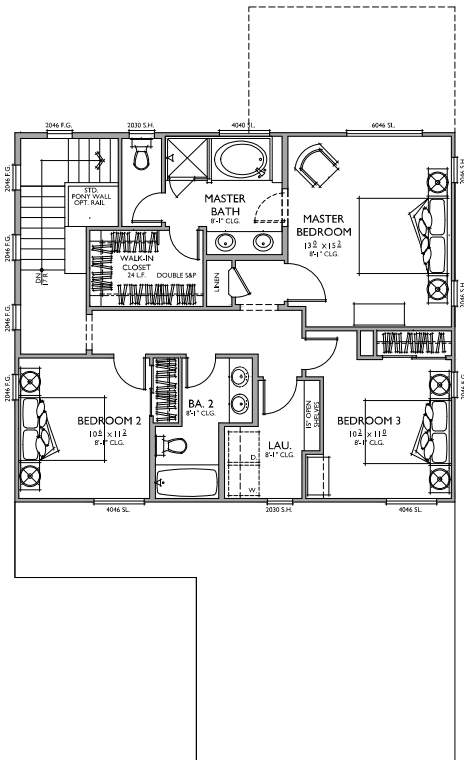 2046 F.G.
2030 S.H.
4040 SL.
6046 SL.
2046 F.G.
2046 F.G.
2046 F.G.
2046 F.G.
2046 S.H.
2046 S.H.
2046 F.G.
STD.
PONY WALL
OPT. RAIL
DN
17 R
MASTER
BATH
8'-1" CLG.
MASTER
BEDROOM
8'-1" CLG.
WALK-IN
CLOSET
24 L.F.
DOUBLE S&P
LINEN
BEDROOM 2
8'-1" CLG.
BA. 2
8'-1" CLG.
LAU.
8'-1" CLG.
D.
W.
15" OPEN
SHELVES
BEDROOM 3
8'-1" CLG.
4046 SL.
2030 S.H.
4046 SL.